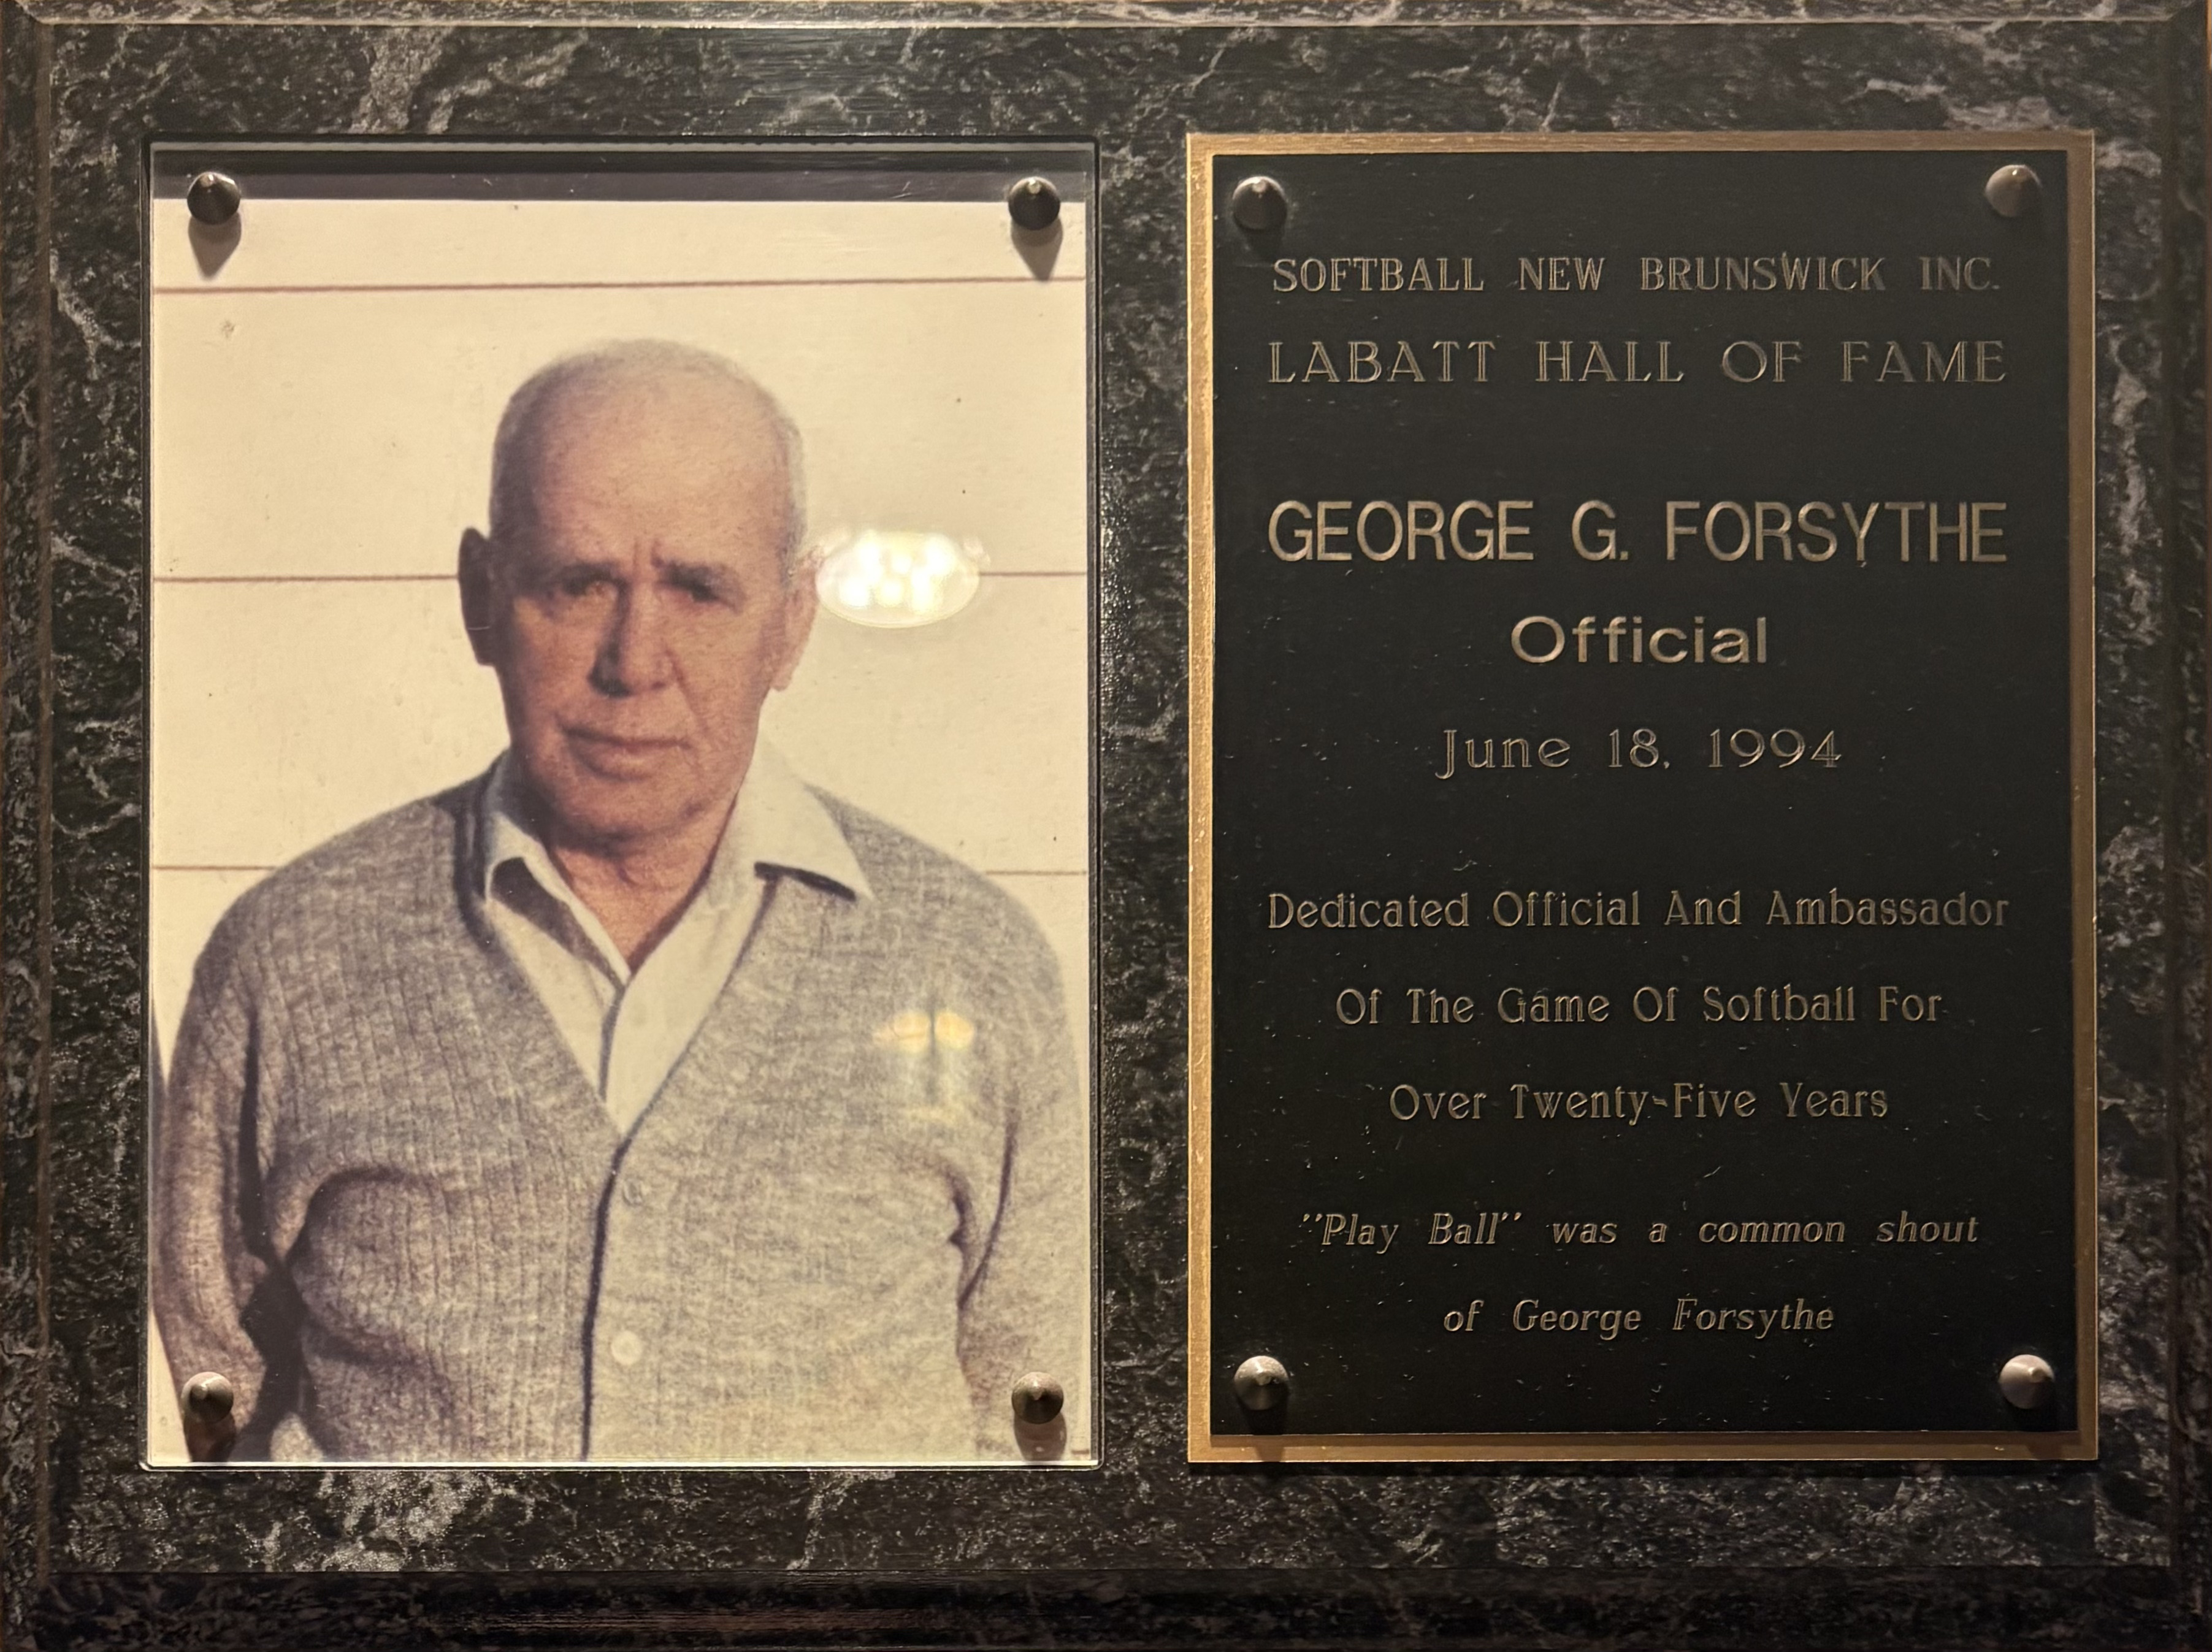 SOFTBALL NEW BRUNSWICK INC.
LABATT HALL OF FAME
GEORGE G. FORSYTHE
Official
June 18, 1994
Dedicated Official And Ambassador
Of The Game Of Softball For
Over Twenty-Five Years
"Play Ball" was a common shout
of George Forsythe